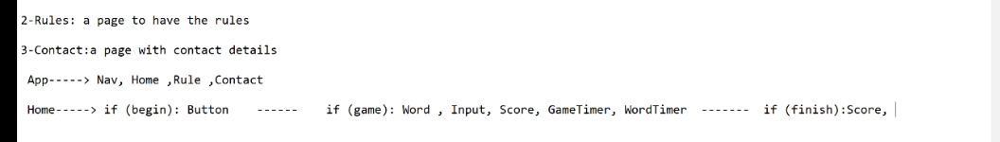 2-Rules: a page to have the rules
3-Contact:a page with contact details
App-----> Nav, Home ,Rule ,Contact
Home-----> if (begin): Button    ------    if (game): Word , Input, Score, GameTimer, WordTimer  -------  if (finish):Score,